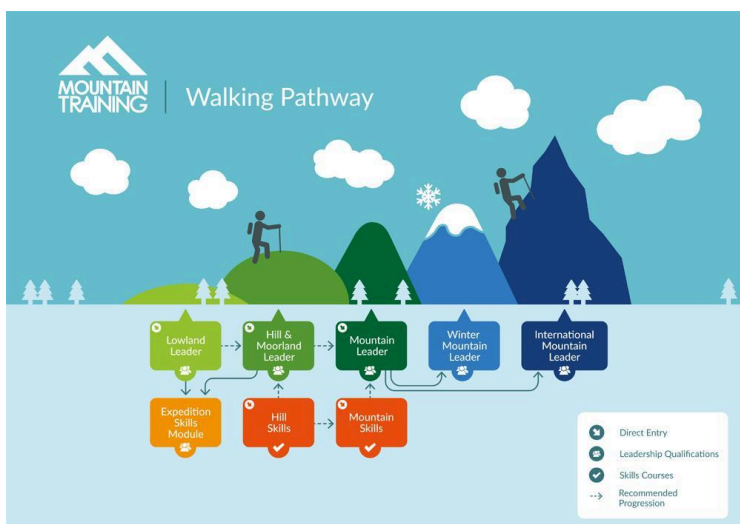 MOUNTAIN
TRAINING
Walking Pathway
Lowland
Leader
Hill &
Moorland
Leader
Mountain
Leader
Winter
Mountain
Leader
International
Mountain
Leader
Expedition
Skills
Module
Hill
Skills
Mountain
Skills
Direct Entry
Leadership Qualifications
Skills Courses
Recommended
Progression